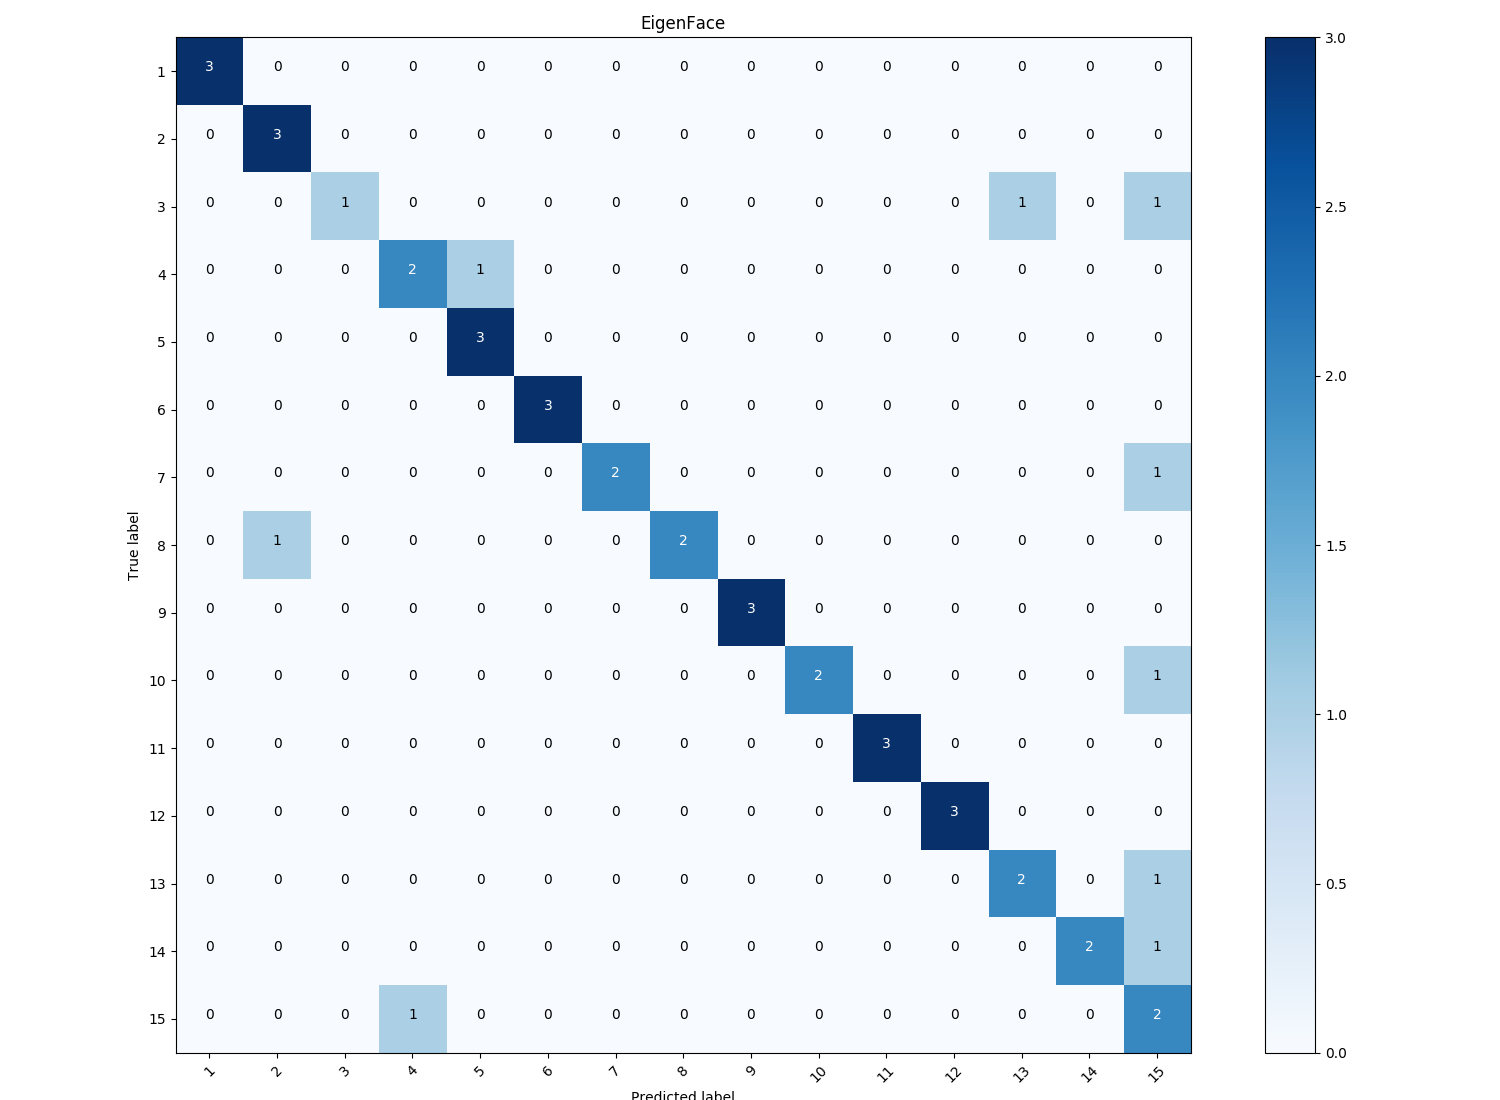 EigenFace
1 3 0 0 0 0 0 0 0 0 0 0 0 0 0 0
2 0 3 0 0 0 0 0 0 0 0 0 0 0 0 0
3 0 0 1 0 0 0 0 0 0 0 0 0 1 0 1
4 0 0 0 2 1 0 0 0 0 0 0 0 0 0 0
5 0 0 0 0 3 0 0 0 0 0 0 0 0 0 0
6 0 0 0 0 0 3 0 0 0 0 0 0 0 0 0
7 0 0 0 0 0 0 2 0 0 0 0 0 0 0 1
8 0 1 0 0 0 0 0 2 0 0 0 0 0 0 0
9 0 0 0 0 0 0 0 0 3 0 0 0 0 0 0
10 0 0 0 0 0 0 0 0 0 2 0 0 0 0 1
11 0 0 0 0 0 0 0 0 0 0 3 0 0 0 0
12 0 0 0 0 0 0 0 0 0 0 0 3 0 0 0
13 0 0 0 0 0 0 0 0 0 0 0 0 2 0 1
14 0 0 0 0 0 0 0 0 0 0 0 0 0 2 1
15 0 0 0 1 0 0 0 0 0 0 0 0 0 0 2
1 2 3 4 5 6 7 8 9 10 11 12 13 14 15
True label
Predicted label
3.0
2.5
2.0
1.5
1.0
0.5
0.0